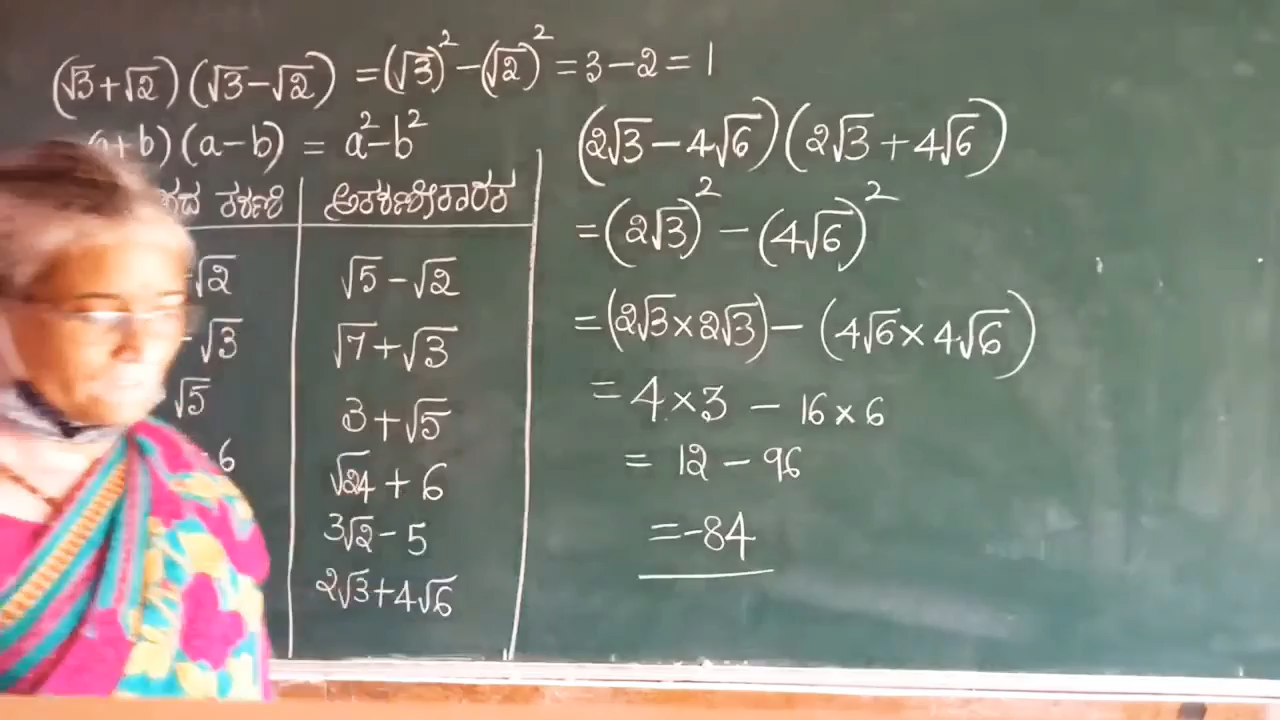 (√3+√2)(√3-√2) = (√3)² - (√2)² = 3 - 2 = 1
+b)(a-b) = a² - b²
ಕರಣಿ ಅಕರಣೀಕಾರಕ
√2 √5 - √2
√3 √7 + √3
√5 3 + √5
6 √24 + 6
3√2 - 5
2√3 + 4√6
(2√3 - 4√6)(2√3 + 4√6)
= (2√3)² - (4√6)²
= (2√3 × 2√3) - (4√6 × 4√6)
= 4 × 3 - 16 × 6
= 12 - 96
= -84